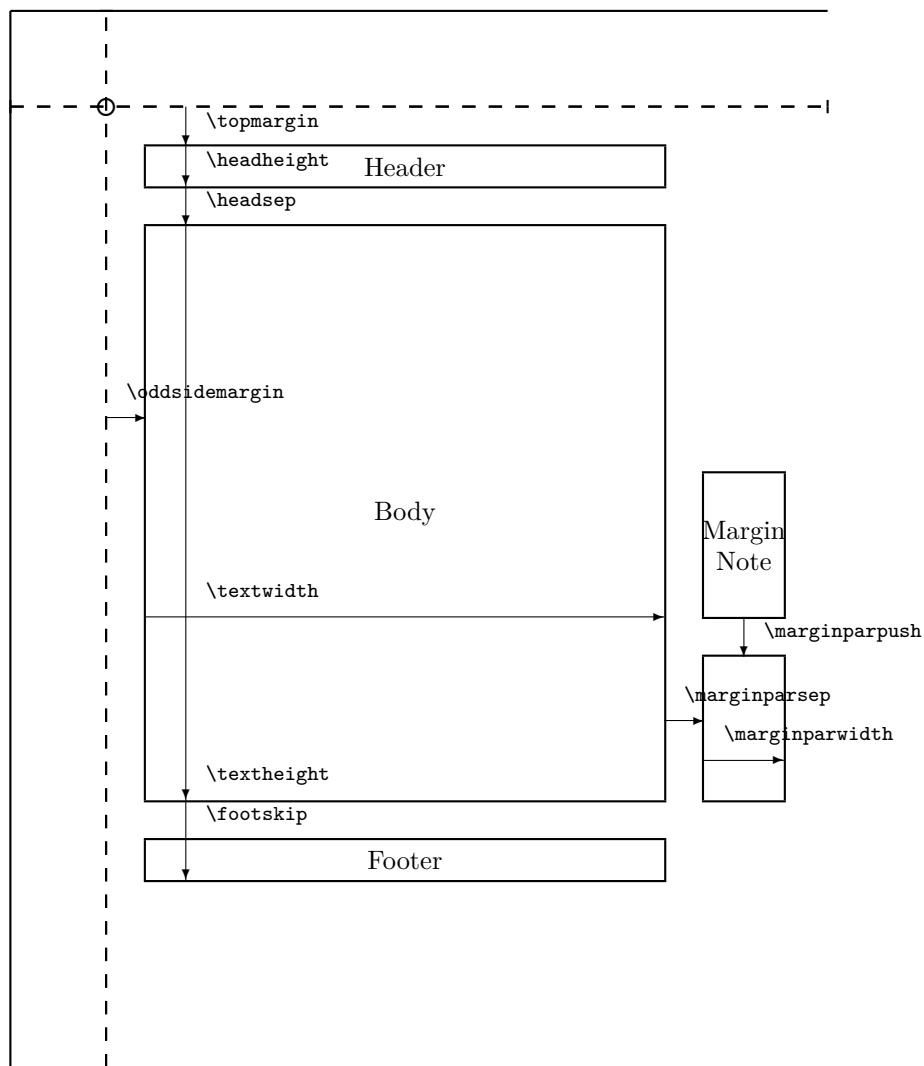 \topmargin
\headheight
Header
\headsep
\oddsidemargin
Body
Margin
Note
\textwidth
\marginparpush
\marginparsep
\marginparwidth
\textheight
\footskip
Footer